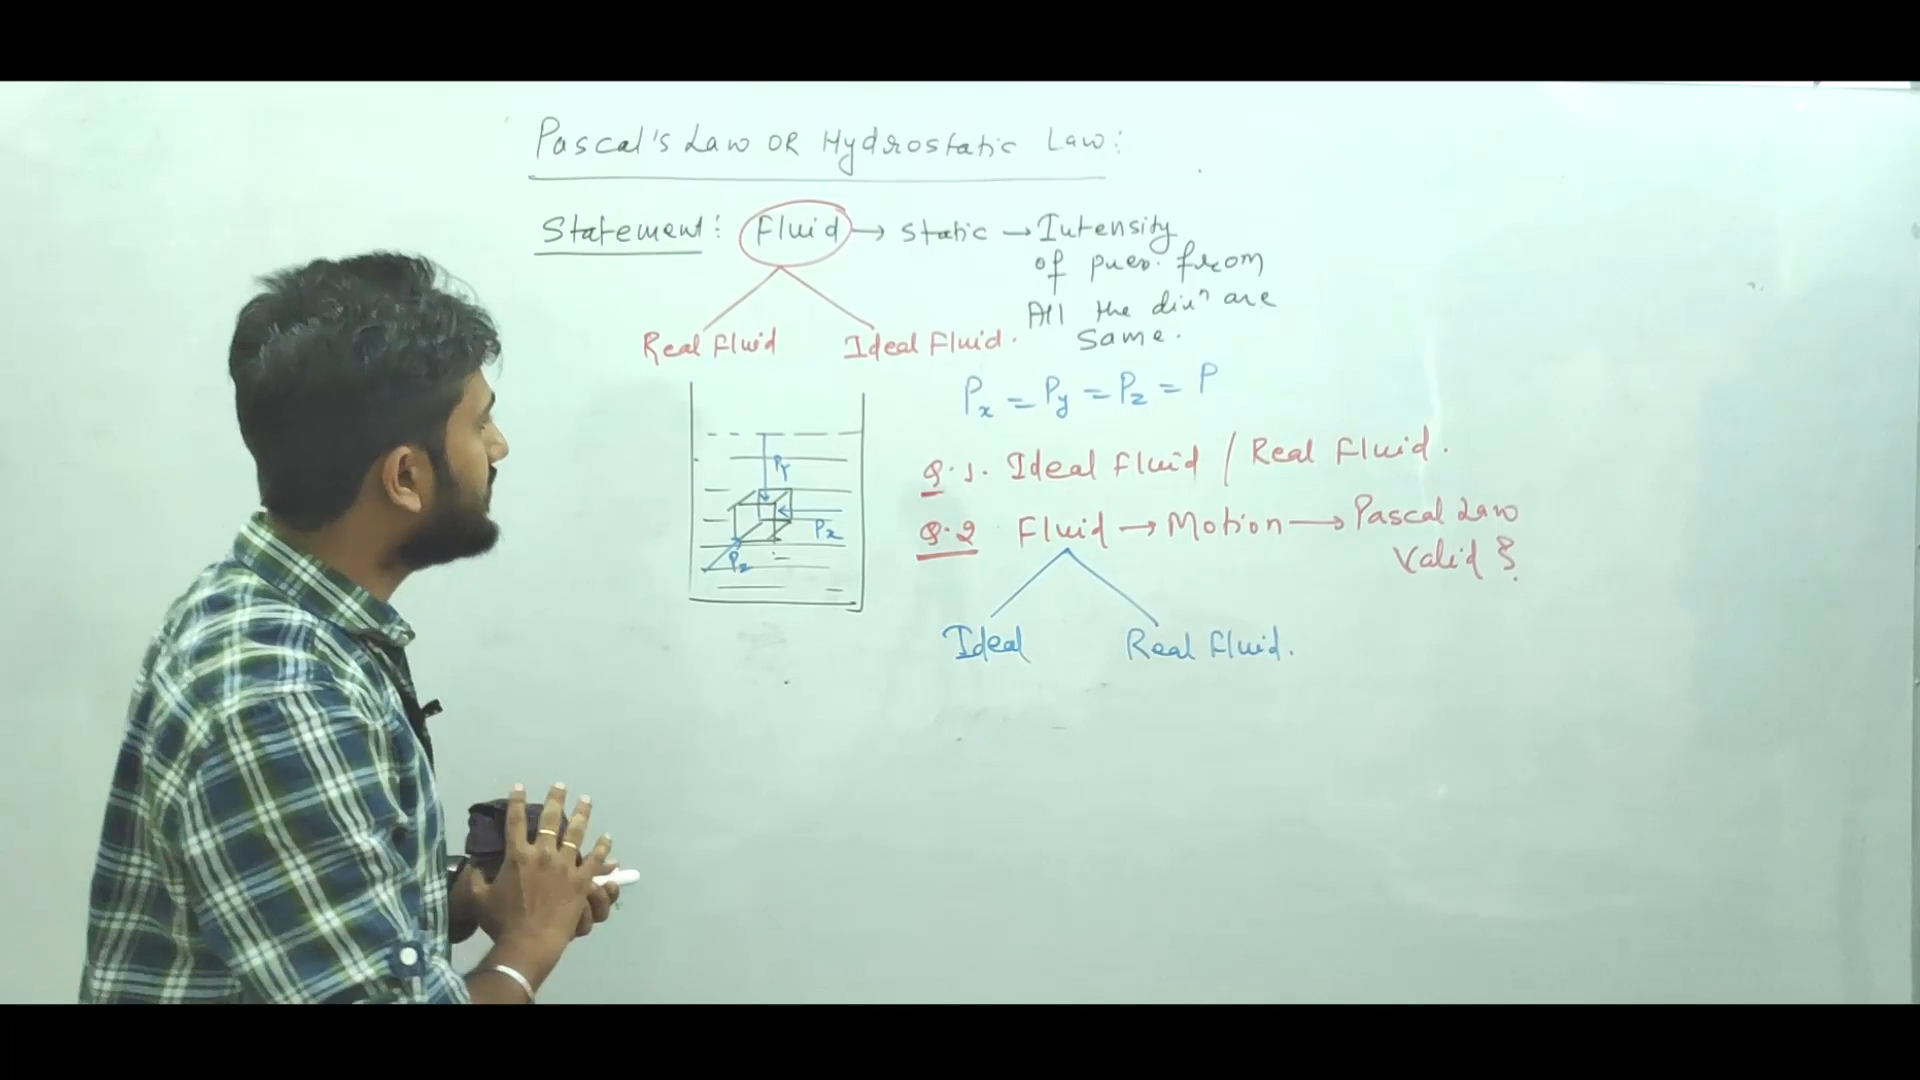 Pascal's Law OR Hydrostatic Law:
Statement: Fluid → Static → Intensity
of pres. from
All the dirⁿ are
Same.
Real Fluid
Ideal Fluid.
Px = Py = Pz = P
Py
Px
Pz
Q.1. Ideal Fluid / Real Fluid.
Q.2 Fluid → Motion → Pascal Law
Valid ?
Ideal
Real Fluid.